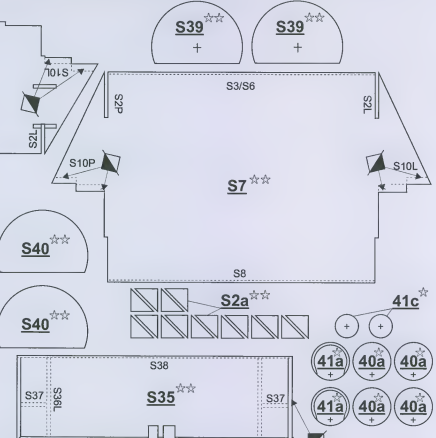 S39 ☆☆
S39 ☆☆
S10L
S2L
S3/S6
S2P
S2L
S10P
S7 ☆☆
S10L
S40 ☆☆
S8
S2a ☆☆
41c ☆
S40 ☆☆
S38
S37
S36L
S35 ☆☆
S37
41a ☆
40a ☆
40a ☆
41a ☆
40a ☆
40a ☆